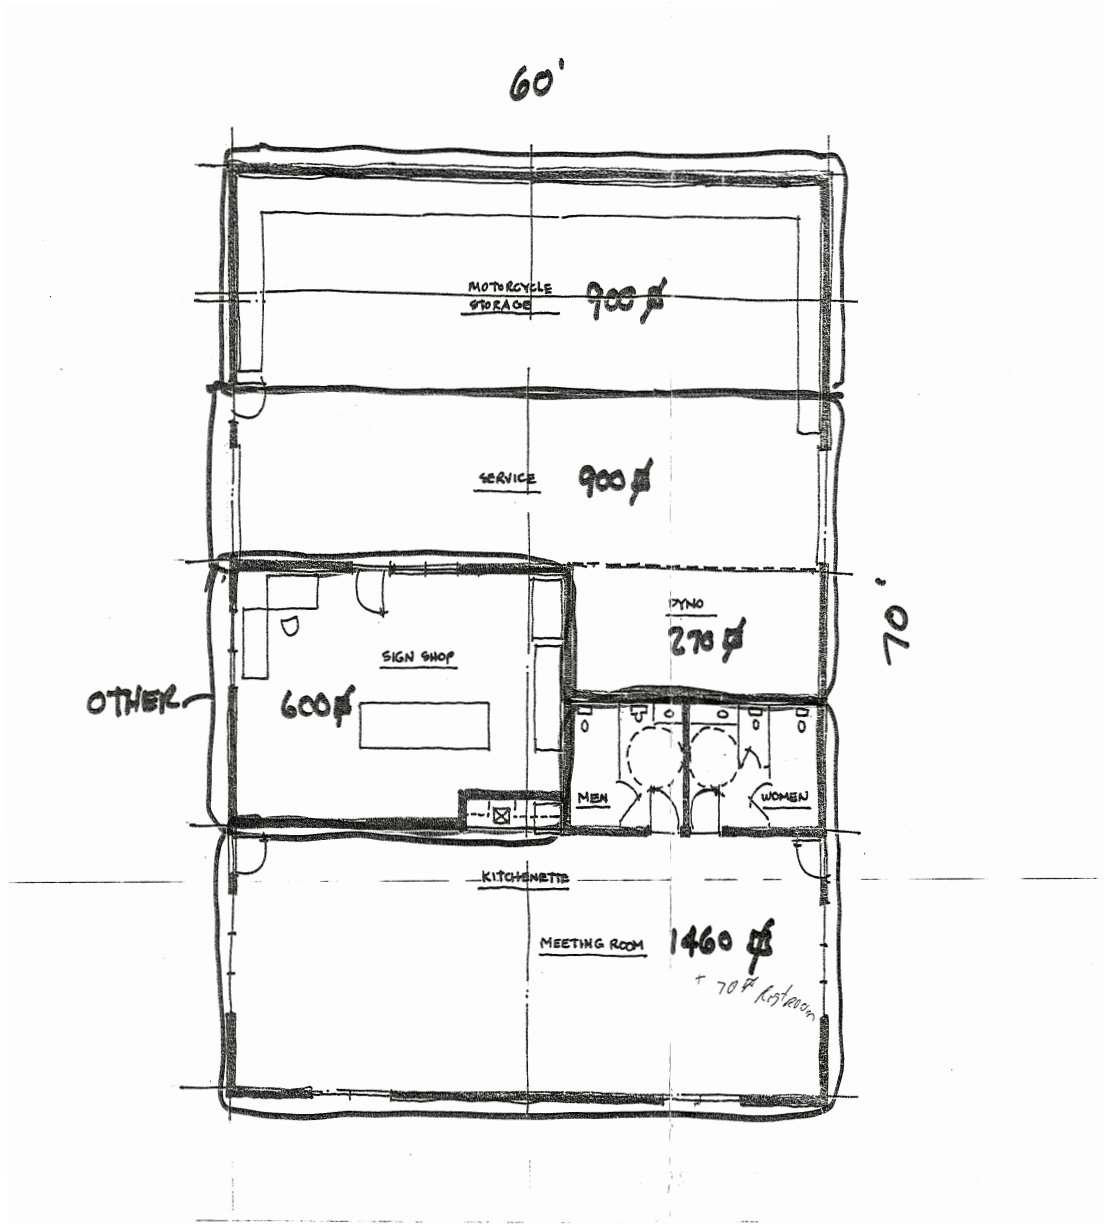 60'
MOTORCYCLE
STORAGE
900 ⌀
SERVICE
900 ⌀
DYNO
270 ⌀
70'
SIGN SHOP
OTHER
600 ⌀
MEN
WOMEN
KITCHENETTE
MEETING ROOM
1460 ⌀
+ 70 ⌀ Restroom